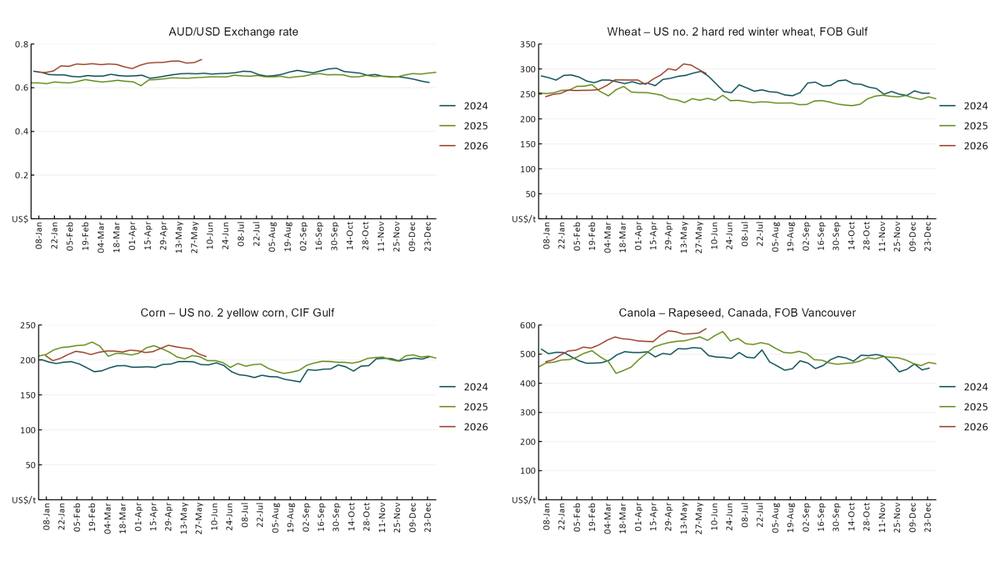 AUD/USD Exchange rate
0.8
0.6
0.4
0.2
US$
08-Jan
22-Jan
05-Feb
19-Feb
04-Mar
18-Mar
01-Apr
15-Apr
29-Apr
13-May
27-May
10-Jun
24-Jun
08-Jul
22-Jul
05-Aug
19-Aug
02-Sep
16-Sep
30-Sep
14-Oct
28-Oct
11-Nov
25-Nov
09-Dec
23-Dec
2024
2025
2026
Wheat – US no. 2 hard red winter wheat, FOB Gulf
350
300
250
200
150
100
50
US$/t
08-Jan
22-Jan
05-Feb
19-Feb
04-Mar
18-Mar
01-Apr
15-Apr
29-Apr
13-May
27-May
10-Jun
24-Jun
08-Jul
22-Jul
05-Aug
19-Aug
02-Sep
16-Sep
30-Sep
14-Oct
28-Oct
11-Nov
25-Nov
09-Dec
23-Dec
2024
2025
2026
Corn – US no. 2 yellow corn, CIF Gulf
250
200
150
100
50
US$/t
08-Jan
22-Jan
05-Feb
19-Feb
04-Mar
18-Mar
01-Apr
15-Apr
29-Apr
13-May
27-May
10-Jun
24-Jun
08-Jul
22-Jul
05-Aug
19-Aug
02-Sep
16-Sep
30-Sep
14-Oct
28-Oct
11-Nov
25-Nov
09-Dec
23-Dec
2024
2025
2026
Canola – Rapeseed, Canada, FOB Vancouver
600
500
400
300
200
100
US$/t
08-Jan
22-Jan
05-Feb
19-Feb
04-Mar
18-Mar
01-Apr
15-Apr
29-Apr
13-May
27-May
10-Jun
24-Jun
08-Jul
22-Jul
05-Aug
19-Aug
02-Sep
16-Sep
30-Sep
14-Oct
28-Oct
11-Nov
25-Nov
09-Dec
23-Dec
2024
2025
2026